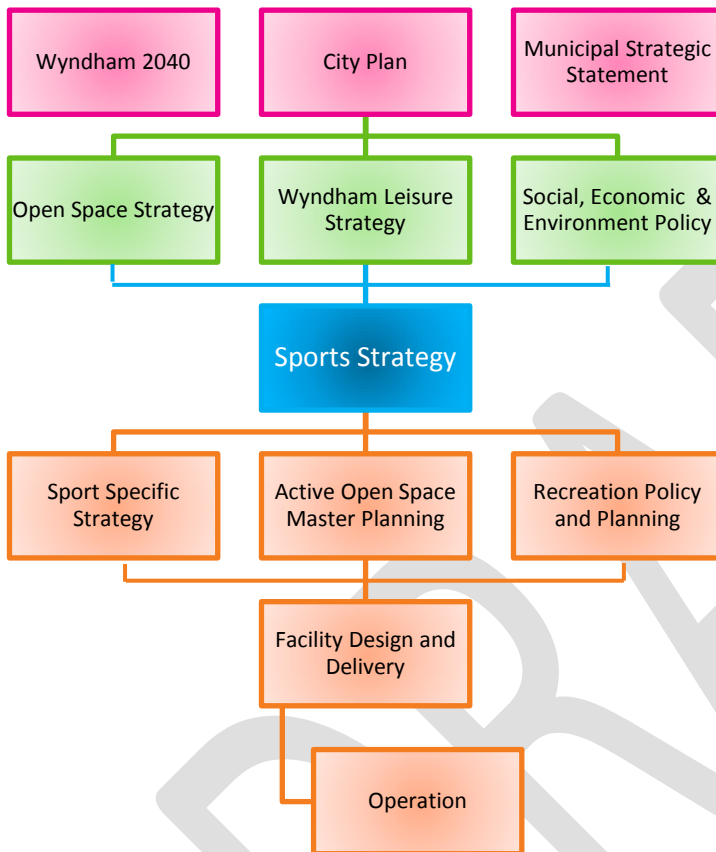 Wyndham 2040
City Plan
Municipal Strategic
Statement
Open Space Strategy
Wyndham Leisure
Strategy
Social, Economic &
Environment Policy
Sports Strategy
Sport Specific
Strategy
Active Open Space
Master Planning
Recreation Policy
and Planning
Facility Design and
Delivery
Operation